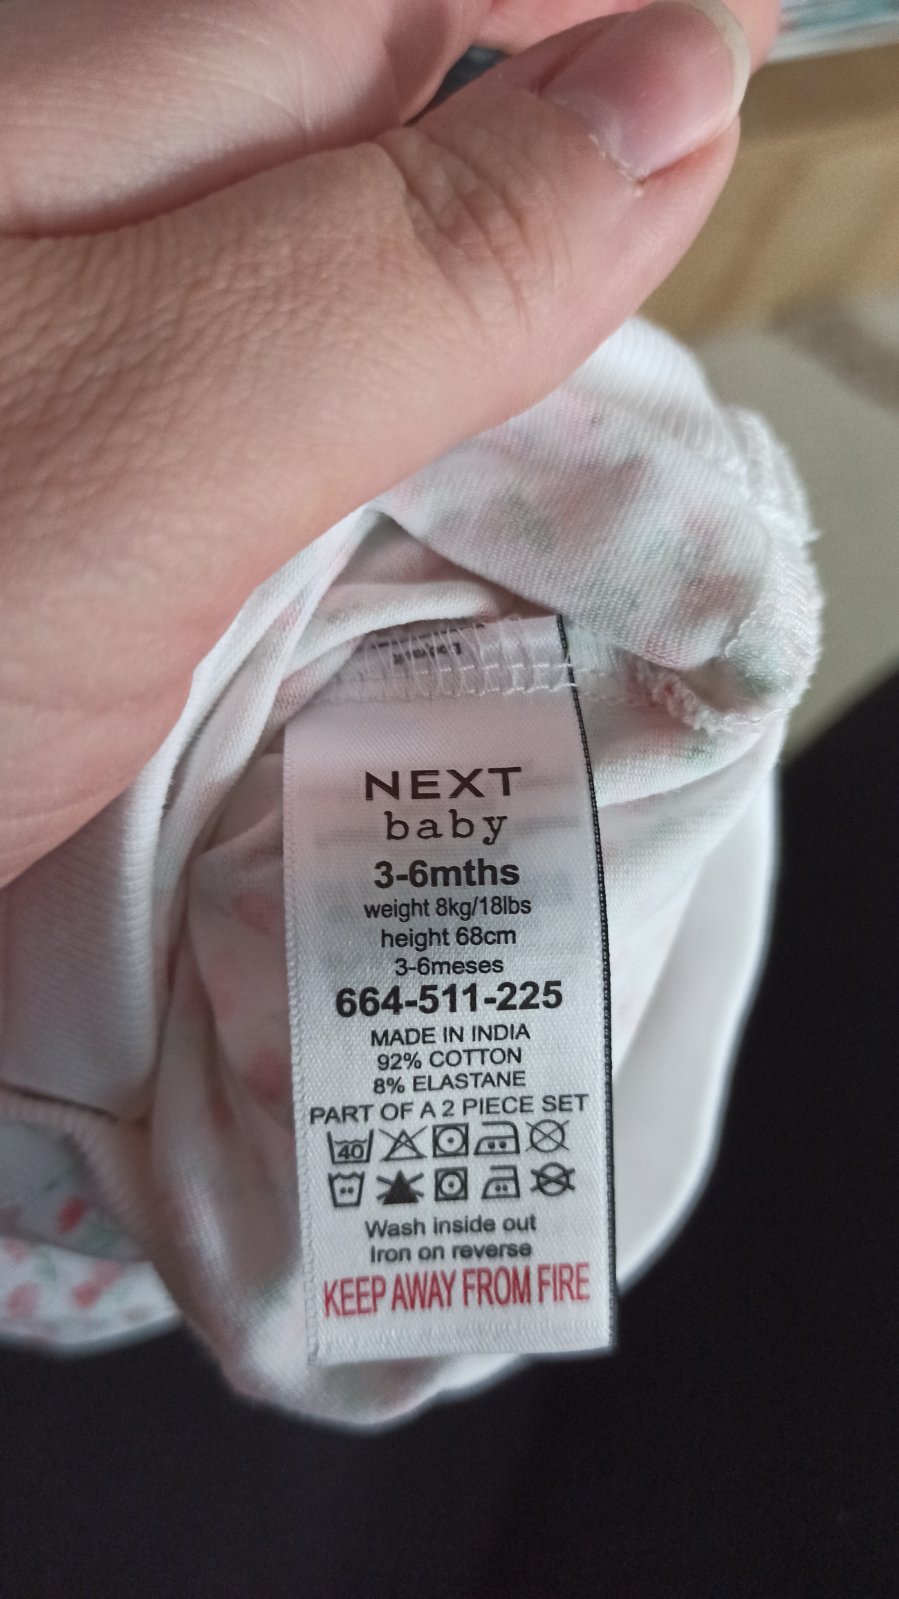 NEXT
baby
3-6mths
weight 8kg/18lbs
height 68cm
3-6meses
664-511-225
MADE IN INDIA
92% COTTON
8% ELASTANE
PART OF A 2 PIECE SET
40
Wash inside out
Iron on reverse
KEEP AWAY FROM FIRE